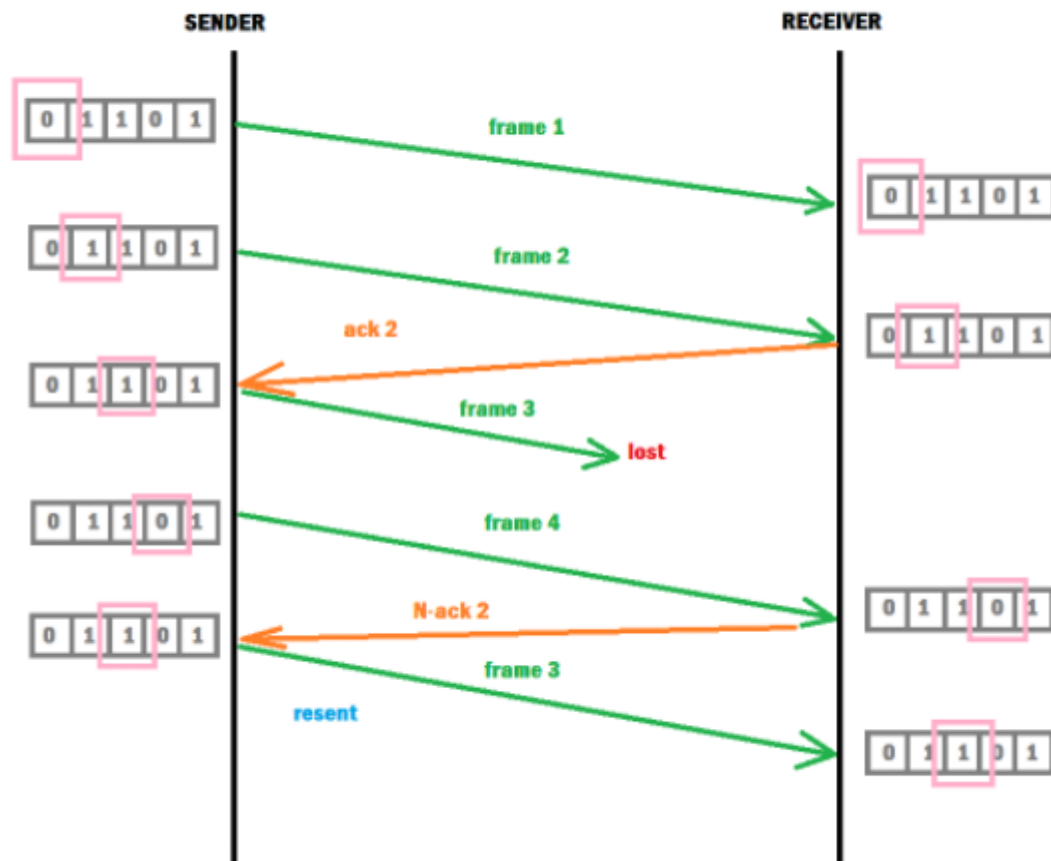 SENDER
RECEIVER
0 1 1 0 1
frame 1
0 1 1 0 1
0 1 1 0 1
frame 2
0 1 1 0 1
ack 2
0 1 1 0 1
frame 3
lost
0 1 1 0 1
frame 4
0 1 1 0 1
N-ack 2
0 1 1 0 1
frame 3
resent
0 1 1 0 1